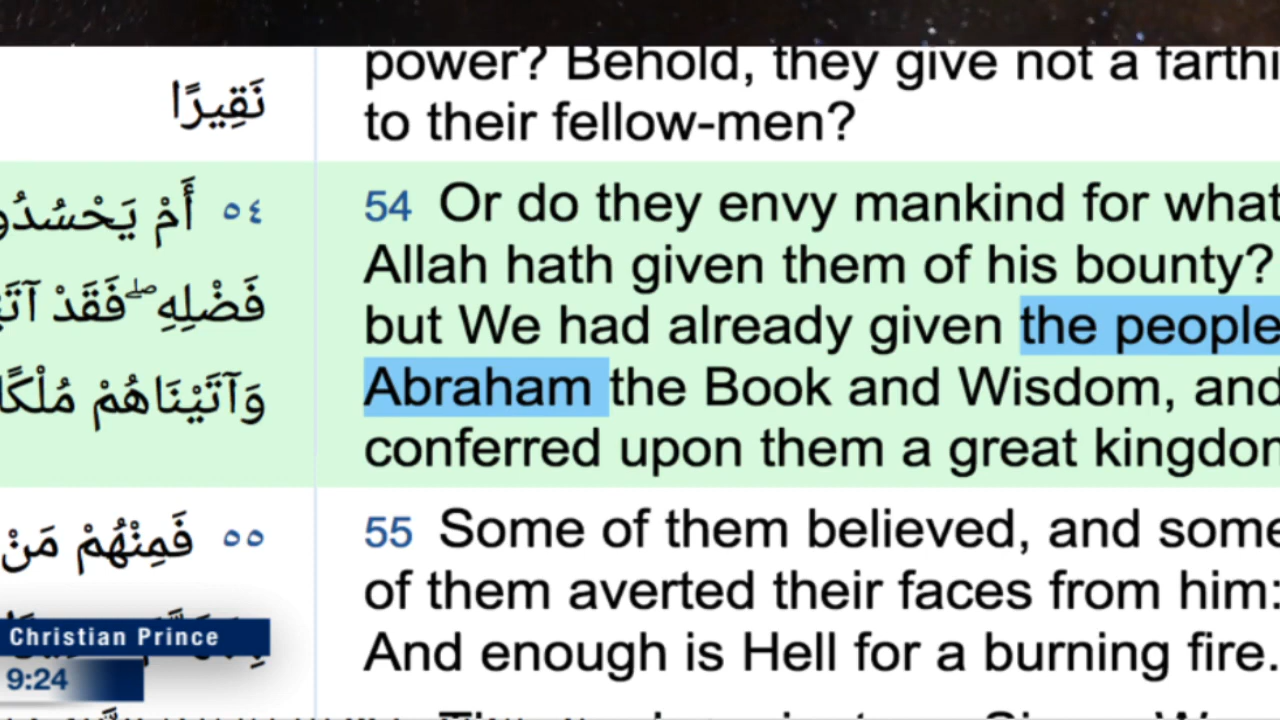 power? Behold, they give not a farthi
to their fellow-men?
نَقِيرًا
54 Or do they envy mankind for what
Allah hath given them of his bounty?
but We had already given the people
Abraham the Book and Wisdom, and
conferred upon them a great kingdom
٥٤ أَمْ يَحْسُدُو
فَضْلِهِ ۖ فَقَدْ آتَيْ
وَآتَيْنَاهُمْ مُلْكًا
55 Some of them believed, and some
of them averted their faces from him:
And enough is Hell for a burning fire.
٥٥ فَمِنْهُمْ مَنْ
Christian Prince
9:24